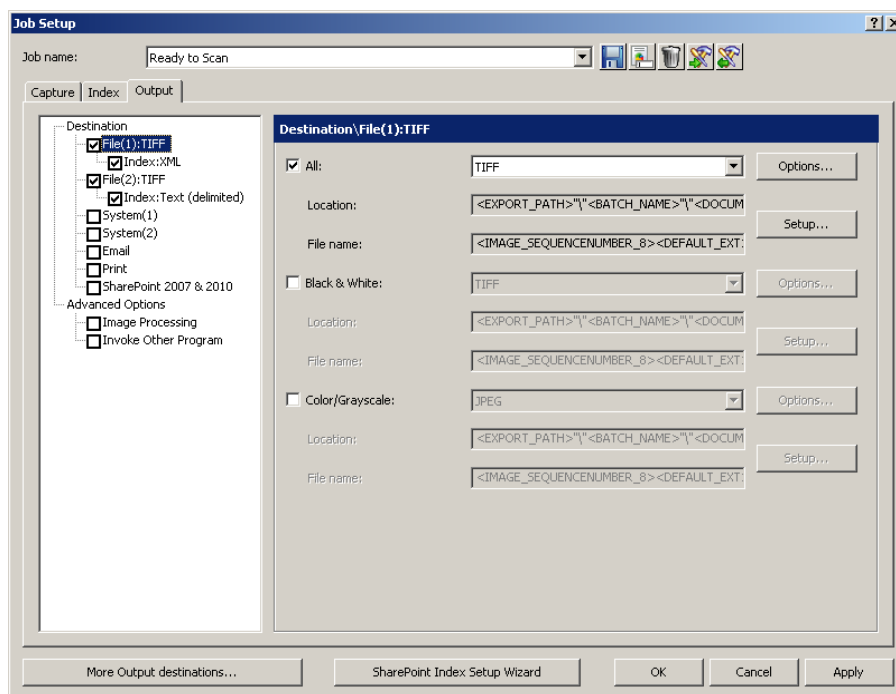 Job Setup
Job name: Ready to Scan
Capture Index Output
Destination
File(1):TIFF
Index:XML
File(2):TIFF
Index:Text (delimited)
System(1)
System(2)
Email
Print
SharePoint 2007 & 2010
Advanced Options
Image Processing
Invoke Other Program
Destination\File(1):TIFF
All: TIFF Options...
Location: <EXPORT_PATH>"\"<BATCH_NAME>"\"<DOCUM
Setup...
File name: <IMAGE_SEQUENCENUMBER_8><DEFAULT_EXT
Black & White: TIFF Options...
Location: <EXPORT_PATH>"\"<BATCH_NAME>"\"<DOCUM
Setup...
File name: <IMAGE_SEQUENCENUMBER_8><DEFAULT_EXT
Color/Grayscale: JPEG Options...
Location: <EXPORT_PATH>"\"<BATCH_NAME>"\"<DOCUM
Setup...
File name: <IMAGE_SEQUENCENUMBER_8><DEFAULT_EXT
More Output destinations... SharePoint Index Setup Wizard OK Cancel Apply